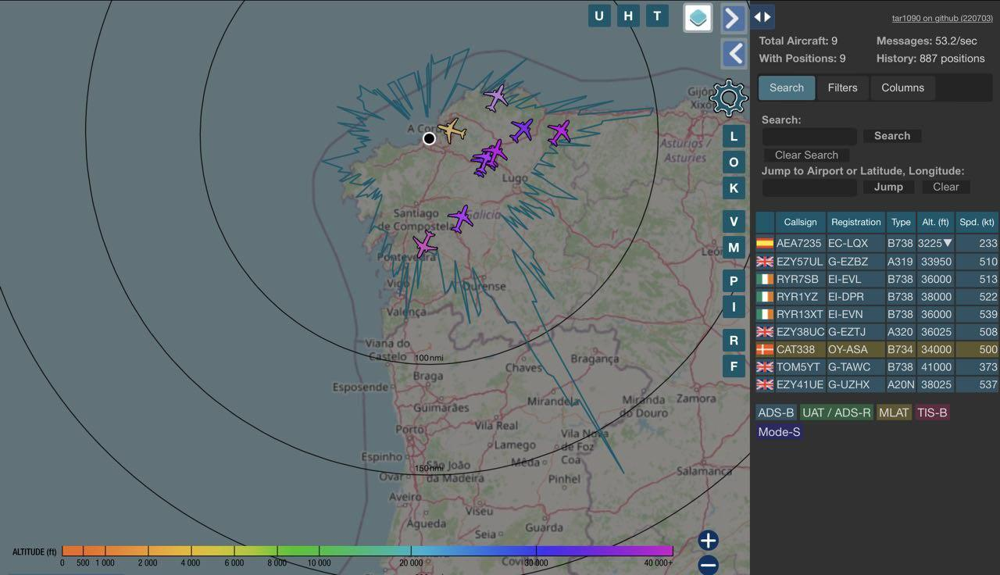 U H T
tar1090 on github (220703)
Total Aircraft: 9 Messages: 53.2/sec
With Positions: 9 History: 887 positions
Search Filters Columns
Search:
Search
Clear Search
Jump to Airport or Latitude, Longitude:
Jump Clear
Callsign Registration Type Alt. (ft) Spd. (kt)
AEA7235 EC-LQX B738 3225▼ 233
EZY57UL G-EZBZ A319 33950 510
RYR7SB EI-EVL B738 36000 513
RYR1YZ EI-DPR B738 38000 522
RYR13XT EI-EVN B738 36000 539
EZY38UC G-EZTJ A320 36025 508
CAT338 OY-ASA B734 34000 500
TOM5YT G-TAWC B738 41000 373
EZY41UE G-UZHX A20N 38025 537
ADS-B UAT / ADS-R MLAT TIS-B
Mode-S
L
O
K
V
M
P
I
R
F
Asturias /
Asturies
Lugo
Santiago
de Compostela
Galicia
Pontevedra
Vigo
Ourense
Valença
Viana do
Castelo
100nmi
Chaves
Bragança
Braga
Esposende
Guimarães
Mirandela
Miranda
do Douro
Zamora
Porto
Vila Real
Lamego
Vila Nova
de Foz
Coa
Espinho
Mêda
150nmi
São João
da Madeira
Ovar
Pinhel
Salamanca
Aveiro
Viseu
Águeda
Seia
Guarda
ALTITUDE (ft)
0 500 1 000 2 000 4 000 6 000 8 000 10 000 20 000 30 000 40 000+